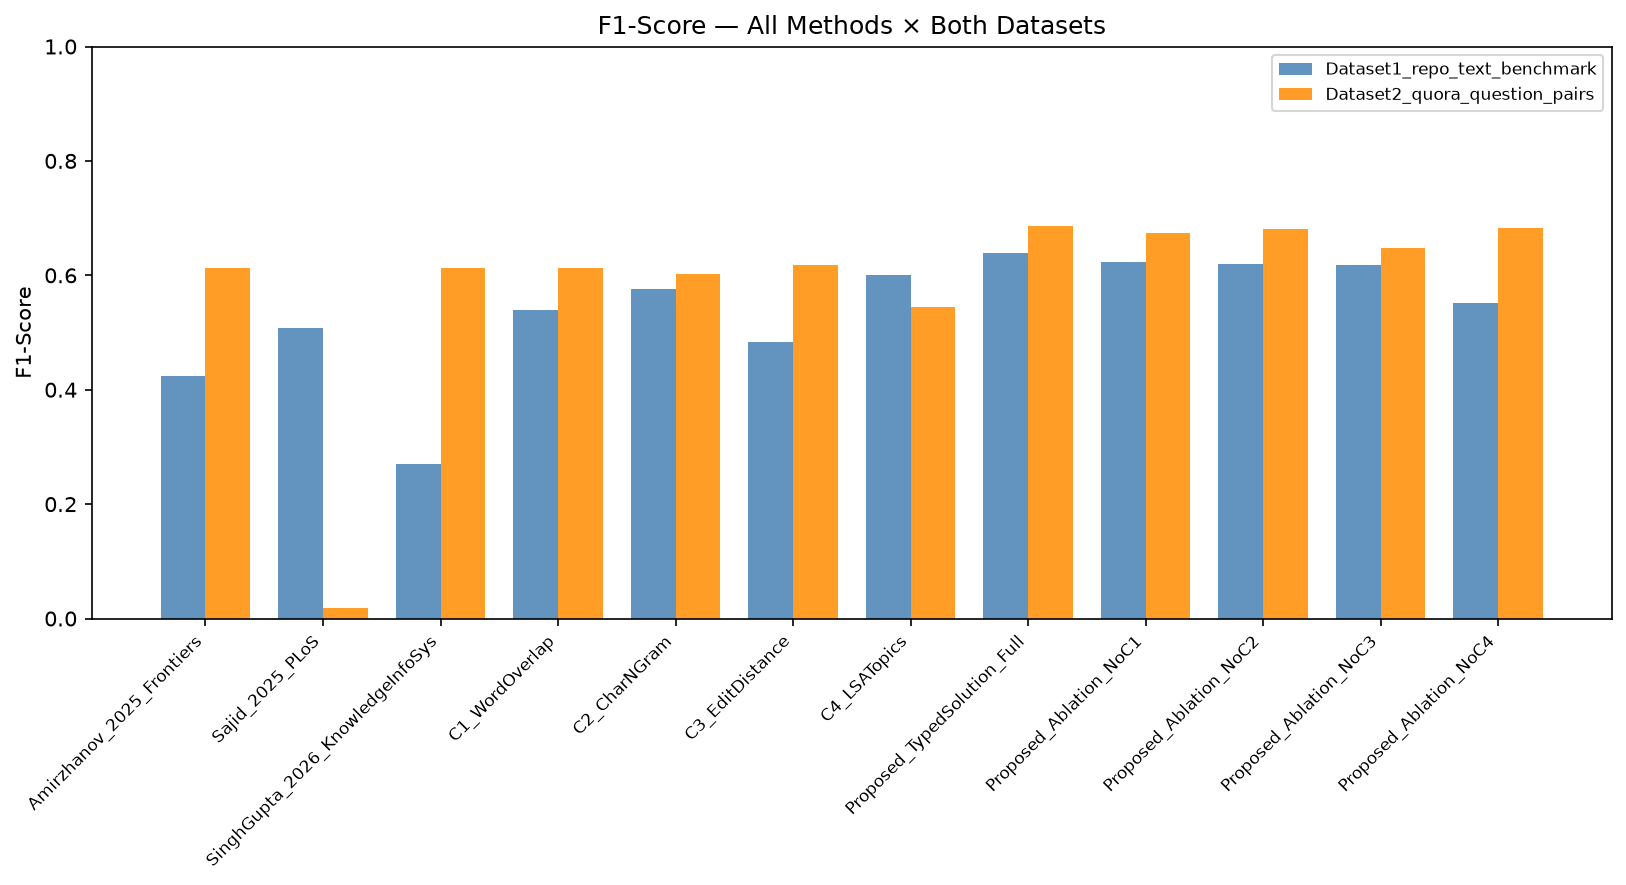 F1-Score — All Methods × Both Datasets
1.0
0.8
0.6
0.4
0.2
0.0
F1-Score
Dataset1_repo_text_benchmark
Dataset2_quora_question_pairs
Amirzhanov_2025_Frontiers
Sajid_2025_PLoS
SinghGupta_2026_KnowledgeInfoSys
C1_WordOverlap
C2_CharNGram
C3_EditDistance
C4_LSATopics
Proposed_TypedSolution_Full
Proposed_Ablation_NoC1
Proposed_Ablation_NoC2
Proposed_Ablation_NoC3
Proposed_Ablation_NoC4